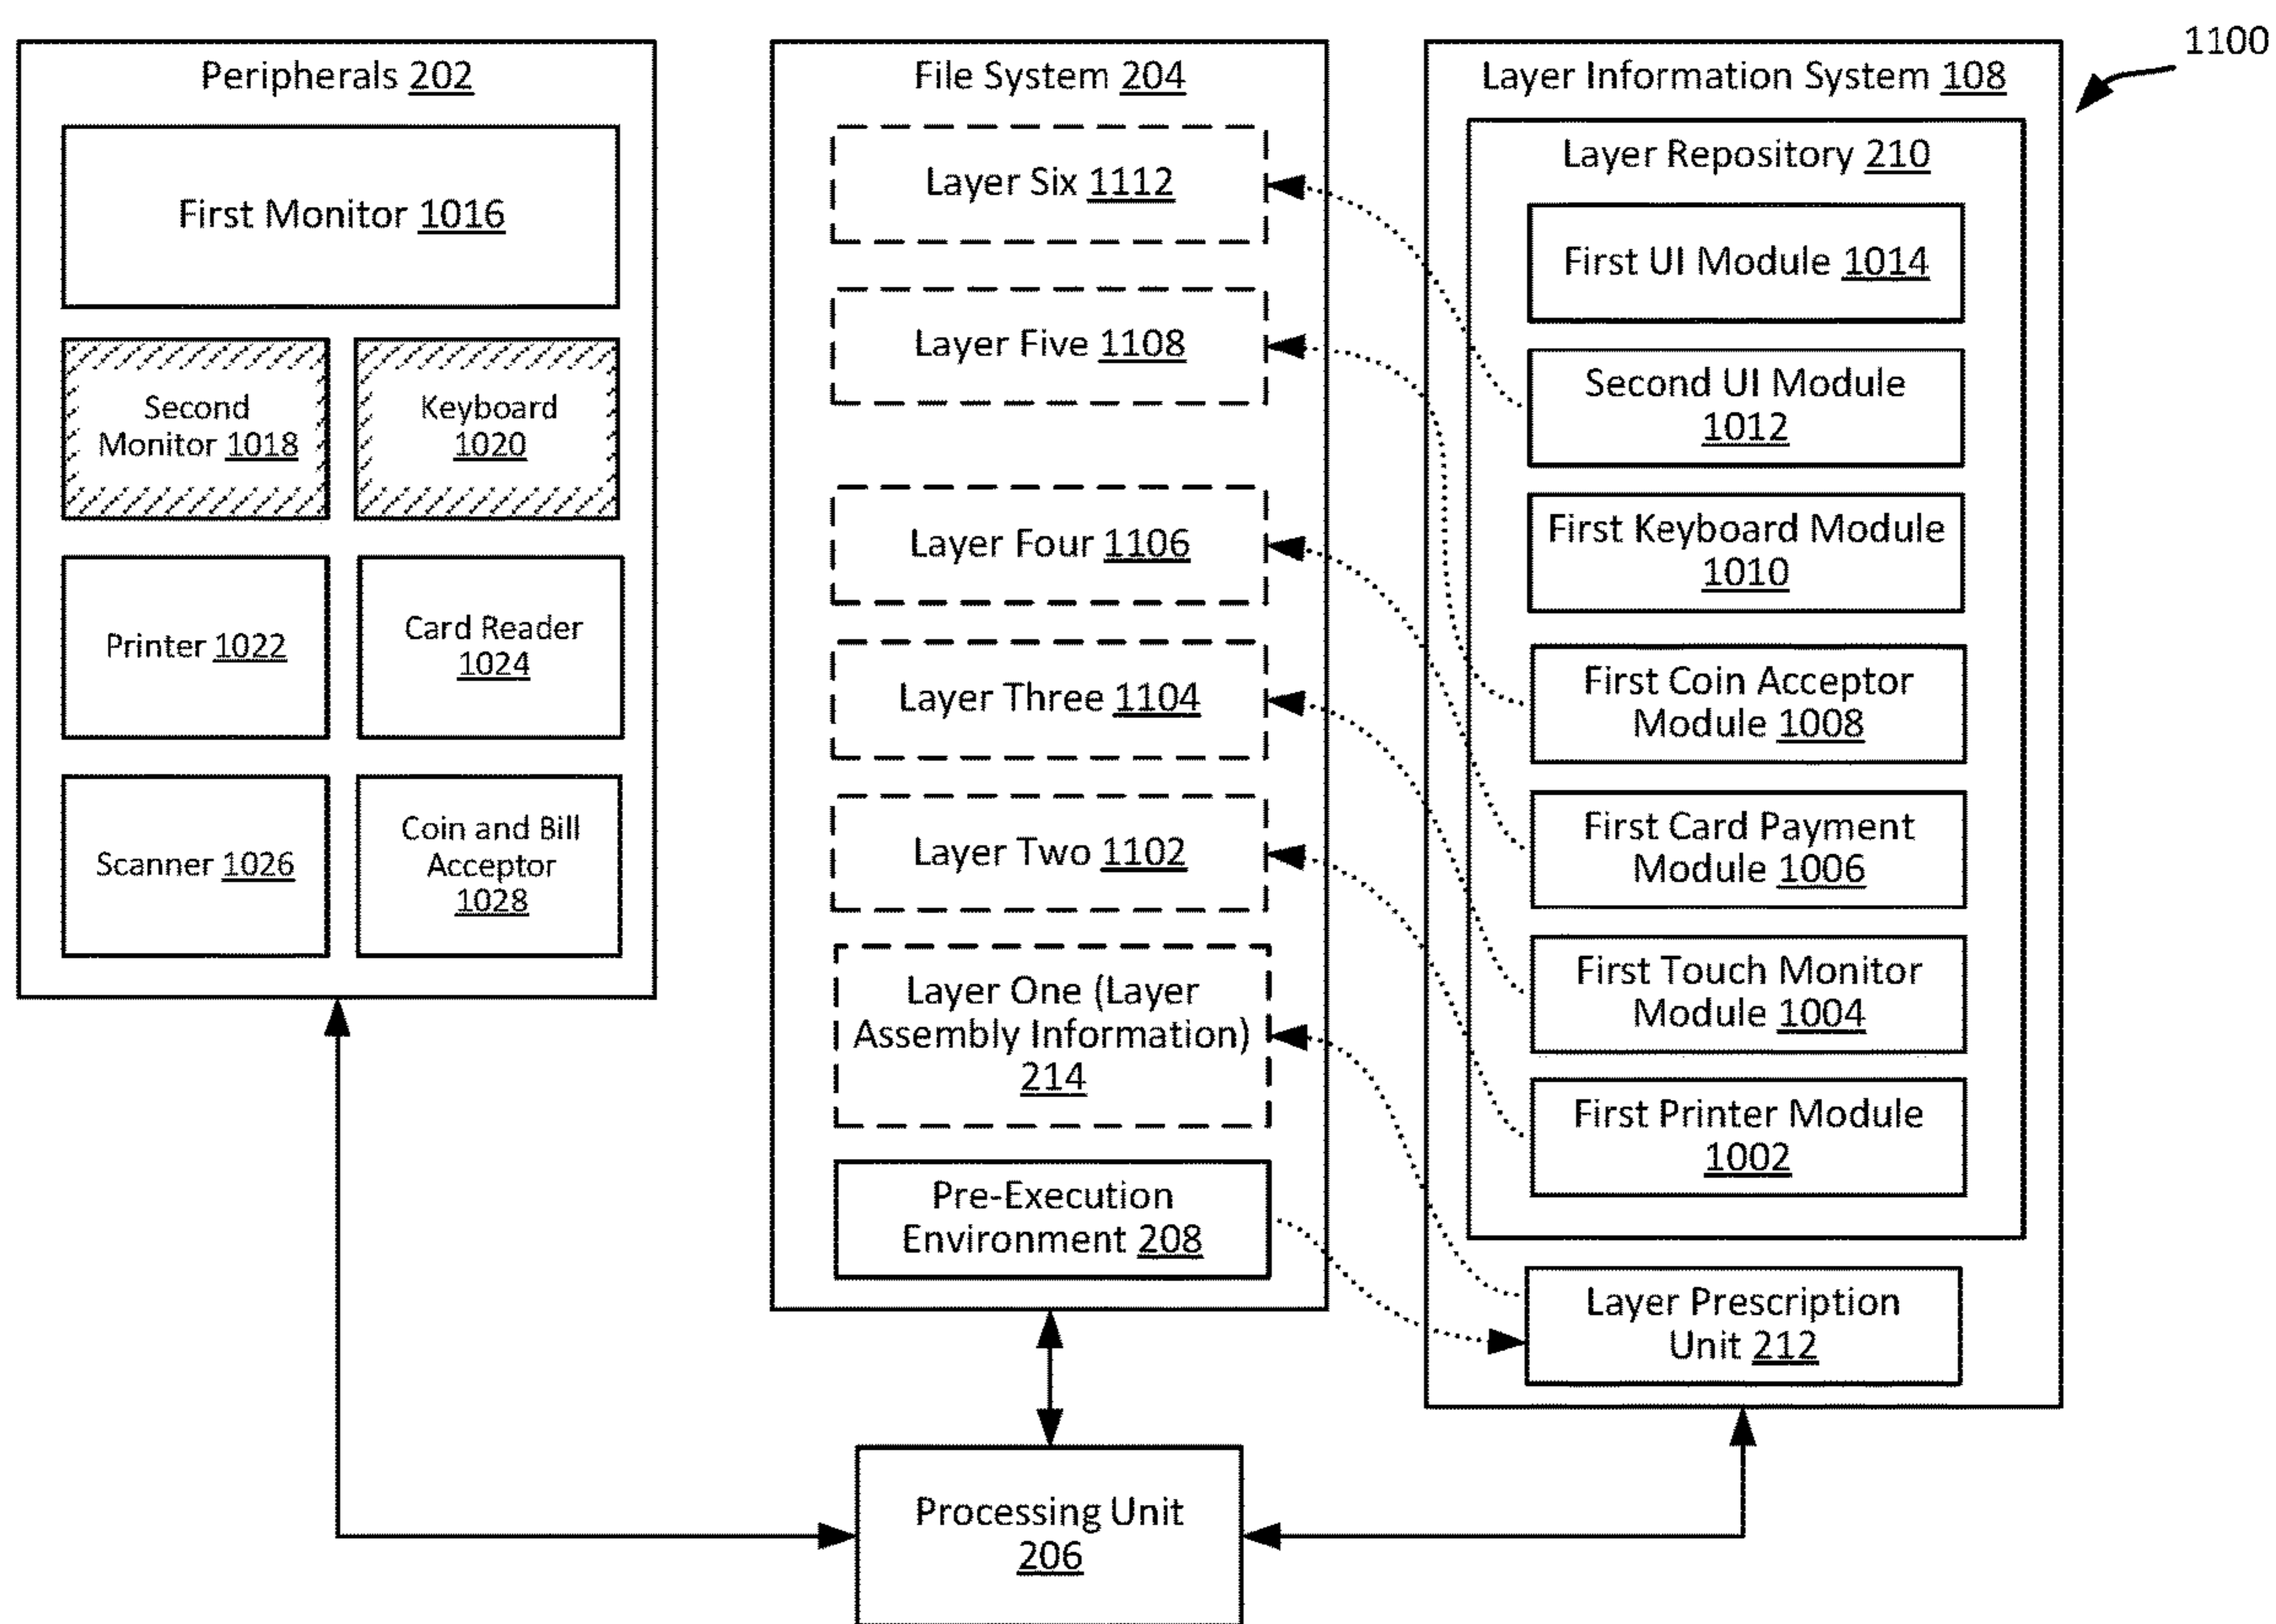 1100
Peripherals 202
First Monitor 1016
Second
Monitor 1018
Keyboard
1020
Printer 1022
Card Reader
1024
Scanner 1026
Coin and Bill
Acceptor
1028
File System 204
Layer Six 1112
Layer Five 1108
Layer Four 1106
Layer Three 1104
Layer Two 1102
Layer One (Layer
Assembly Information)
214
Pre-Execution
Environment 208
Layer Information System 108
Layer Repository 210
First UI Module 1014
Second UI Module
1012
First Keyboard Module
1010
First Coin Acceptor
Module 1008
First Card Payment
Module 1006
First Touch Monitor
Module 1004
First Printer Module
1002
Layer Prescription
Unit 212
Processing Unit
206